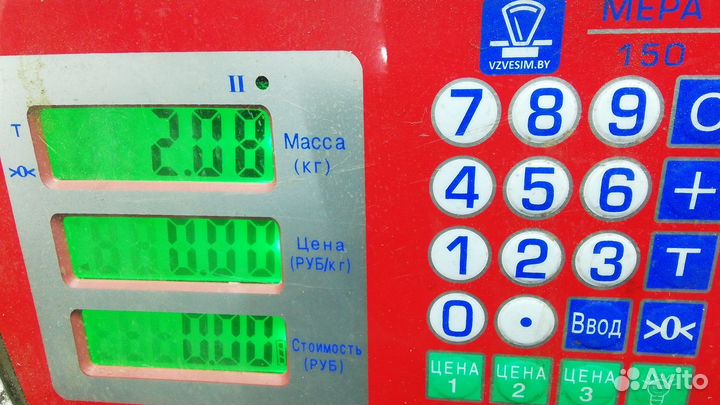 VZVESIM.BY
МЕРА
150
II
T
>0<
2.08
Масса
(кг)
0.00
Цена
(РУБ/кг)
0.00
Стоимость
(РУБ)
7 8 9 C
4 5 6 +
1 2 3 T
0 . Ввод >0<
ЦЕНА 1
ЦЕНА 2
ЦЕНА 3
Avito